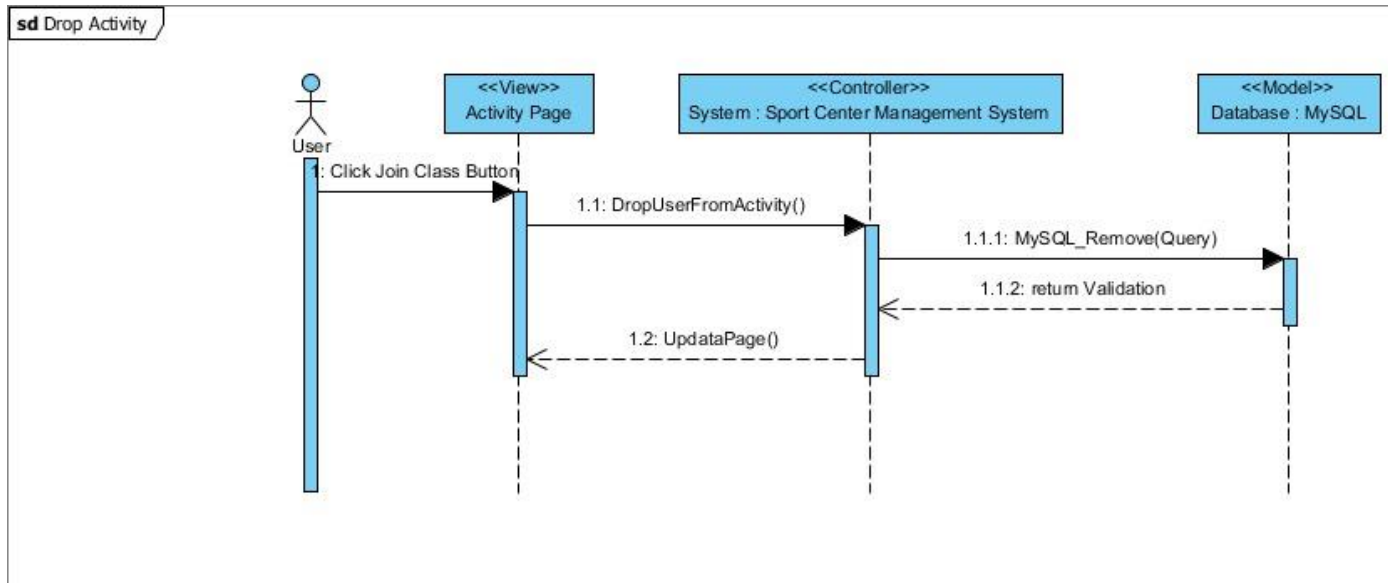 sd Drop Activity
<<View>>
Activity Page
<<Controller>>
System : Sport Center Management System
<<Model>>
Database : MySQL
User
1: Click Join Class Button
1.1: DropUserFromActivity()
1.1.1: MySQL_Remove(Query)
1.1.2: return Validation
1.2: UpdataPage()